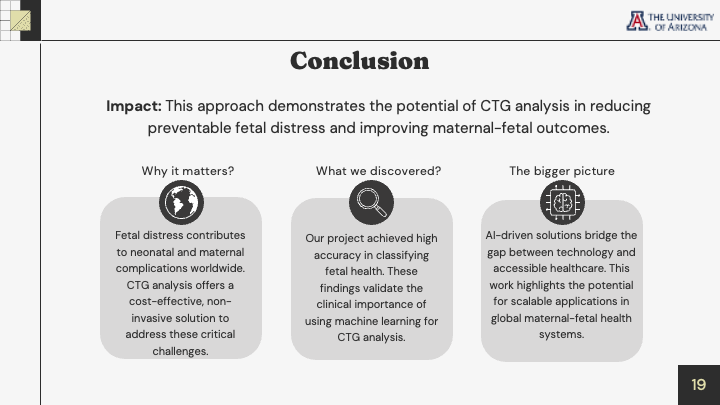 THE UNIVERSITY
OF ARIZONA
Conclusion
Impact: This approach demonstrates the potential of CTG analysis in reducing
preventable fetal distress and improving maternal-fetal outcomes.
Why it matters?
Fetal distress contributes
to neonatal and maternal
complications worldwide.
CTG analysis offers a
cost-effective, non-
invasive solution to
address these critical
challenges.
What we discovered?
Our project achieved high
accuracy in classifying
fetal health. These
findings validate the
clinical importance of
using machine learning for
CTG analysis.
The bigger picture
AI-driven solutions bridge the
gap between technology and
accessible healthcare. This
work highlights the potential
for scalable applications in
global maternal-fetal health
systems.
19